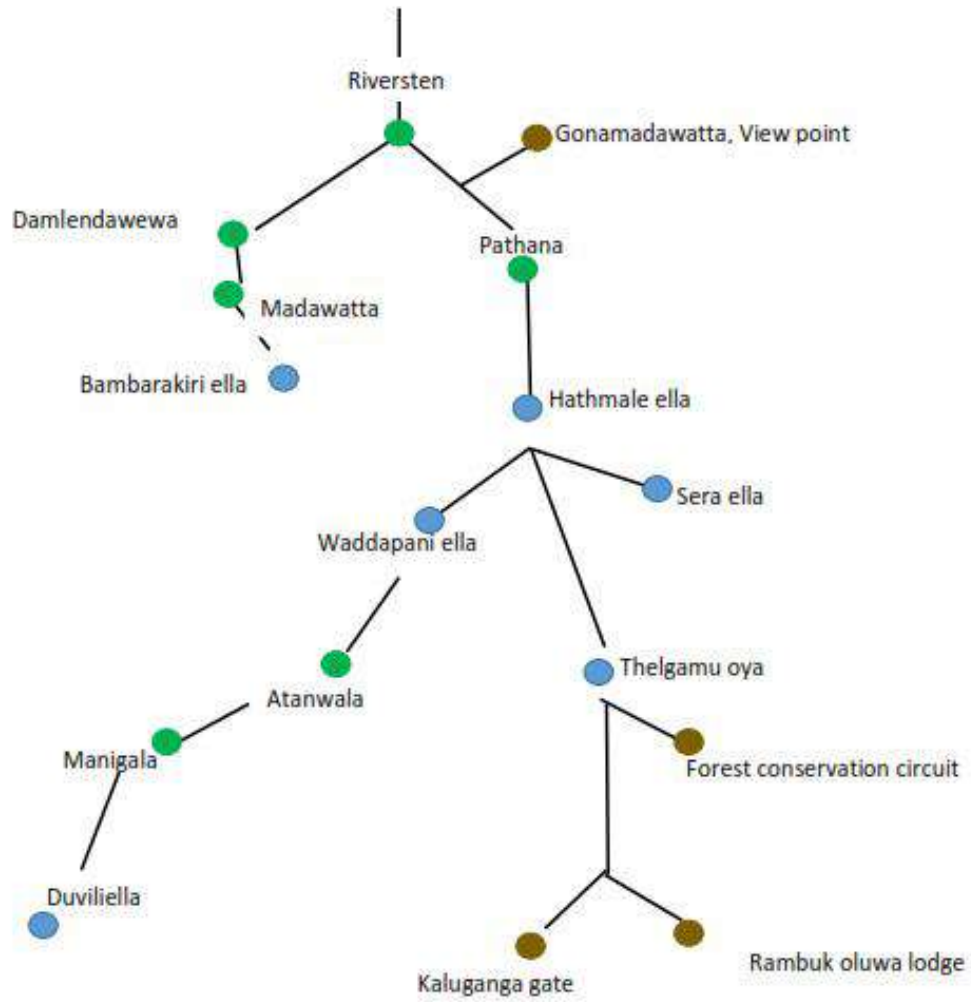 Riversten
Gonamadawatta, View point
Damlendawewa
Pathana
Madawatta
Bambarakiri ella
Hathmale ella
Sera ella
Waddapani ella
Thelgamu oya
Atanwala
Manigala
Forest conservation circuit
Duviliella
Rambuk oluwa lodge
Kaluganga gate